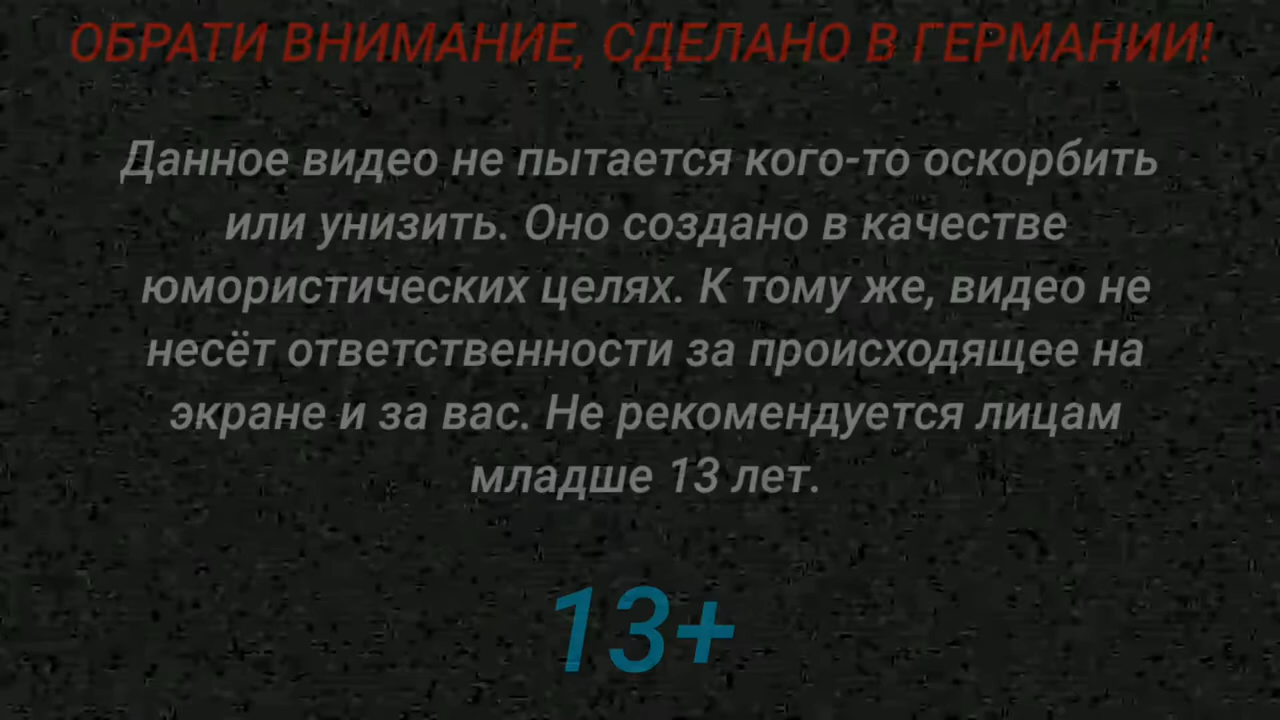 ОБРАТИ ВНИМАНИЕ, СДЕЛАНО В ГЕРМАНИИ!
Данное видео не пытается кого-то оскорбить
или унизить. Оно создано в качестве
юмористических целях. К тому же, видео не
несёт ответственности за происходящее на
экране и за вас. Не рекомендуется лицам
младше 13 лет.
13+